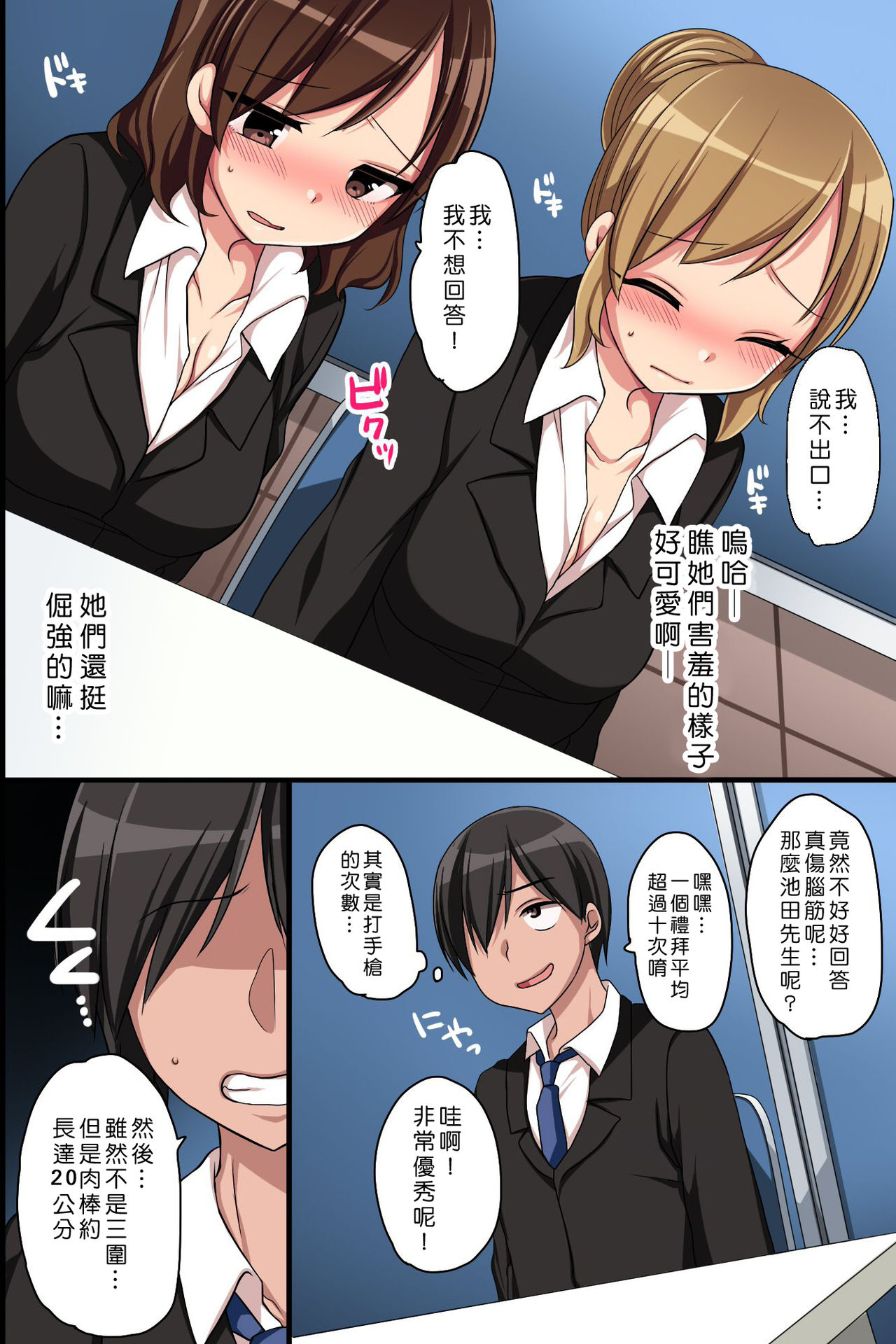 我…
說不出口…
嗚哈─
瞧她們害羞的樣子
好可愛啊─
ドキ
ドキ
我…
我不想回答！
ビクッ
ドキ
她們還挺
倔強的嘛…
竟然不好好回答
真傷腦筋呢…
那麼池田先生呢？
嘿嘿…
一個禮拜平均
超過十次唷
其實是打手槍
的次數…
にやっ
哇啊！
非常優秀呢！
く…
然後…
雖然不是三圍…
但是肉棒約
長達20公分